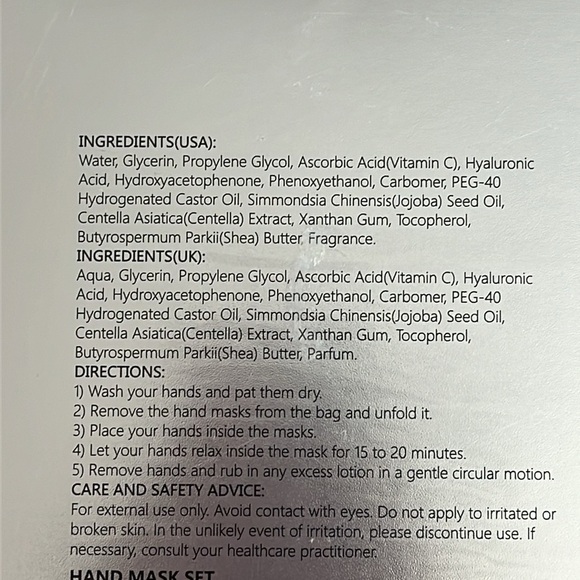 INGREDIENTS(USA):
Water, Glycerin, Propylene Glycol, Ascorbic Acid(Vitamin C), Hyaluronic
Acid, Hydroxyacetophenone, Phenoxyethanol, Carbomer, PEG-40
Hydrogenated Castor Oil, Simmondsia Chinensis(Jojoba) Seed Oil,
Centella Asiatica(Centella) Extract, Xanthan Gum, Tocopherol,
Butyrospermum Parkii(Shea) Butter, Fragrance.
INGREDIENTS(UK):
Aqua, Glycerin, Propylene Glycol, Ascorbic Acid(Vitamin C), Hyaluronic
Acid, Hydroxyacetophenone, Phenoxyethanol, Carbomer, PEG-40
Hydrogenated Castor Oil, Simmondsia Chinensis(Jojoba) Seed Oil,
Centella Asiatica(Centella) Extract, Xanthan Gum, Tocopherol,
Butyrospermum Parkii(Shea) Butter, Parfum.
DIRECTIONS:
1) Wash your hands and pat them dry.
2) Remove the hand masks from the bag and unfold it.
3) Place your hands inside the masks.
4) Let your hands relax inside the mask for 15 to 20 minutes.
5) Remove hands and rub in any excess lotion in a gentle circular motion.
CARE AND SAFETY ADVICE:
For external use only. Avoid contact with eyes. Do not apply to irritated or
broken skin. In the unlikely event of irritation, please discontinue use. If
necessary, consult your healthcare practitioner.
HAND MASK SET